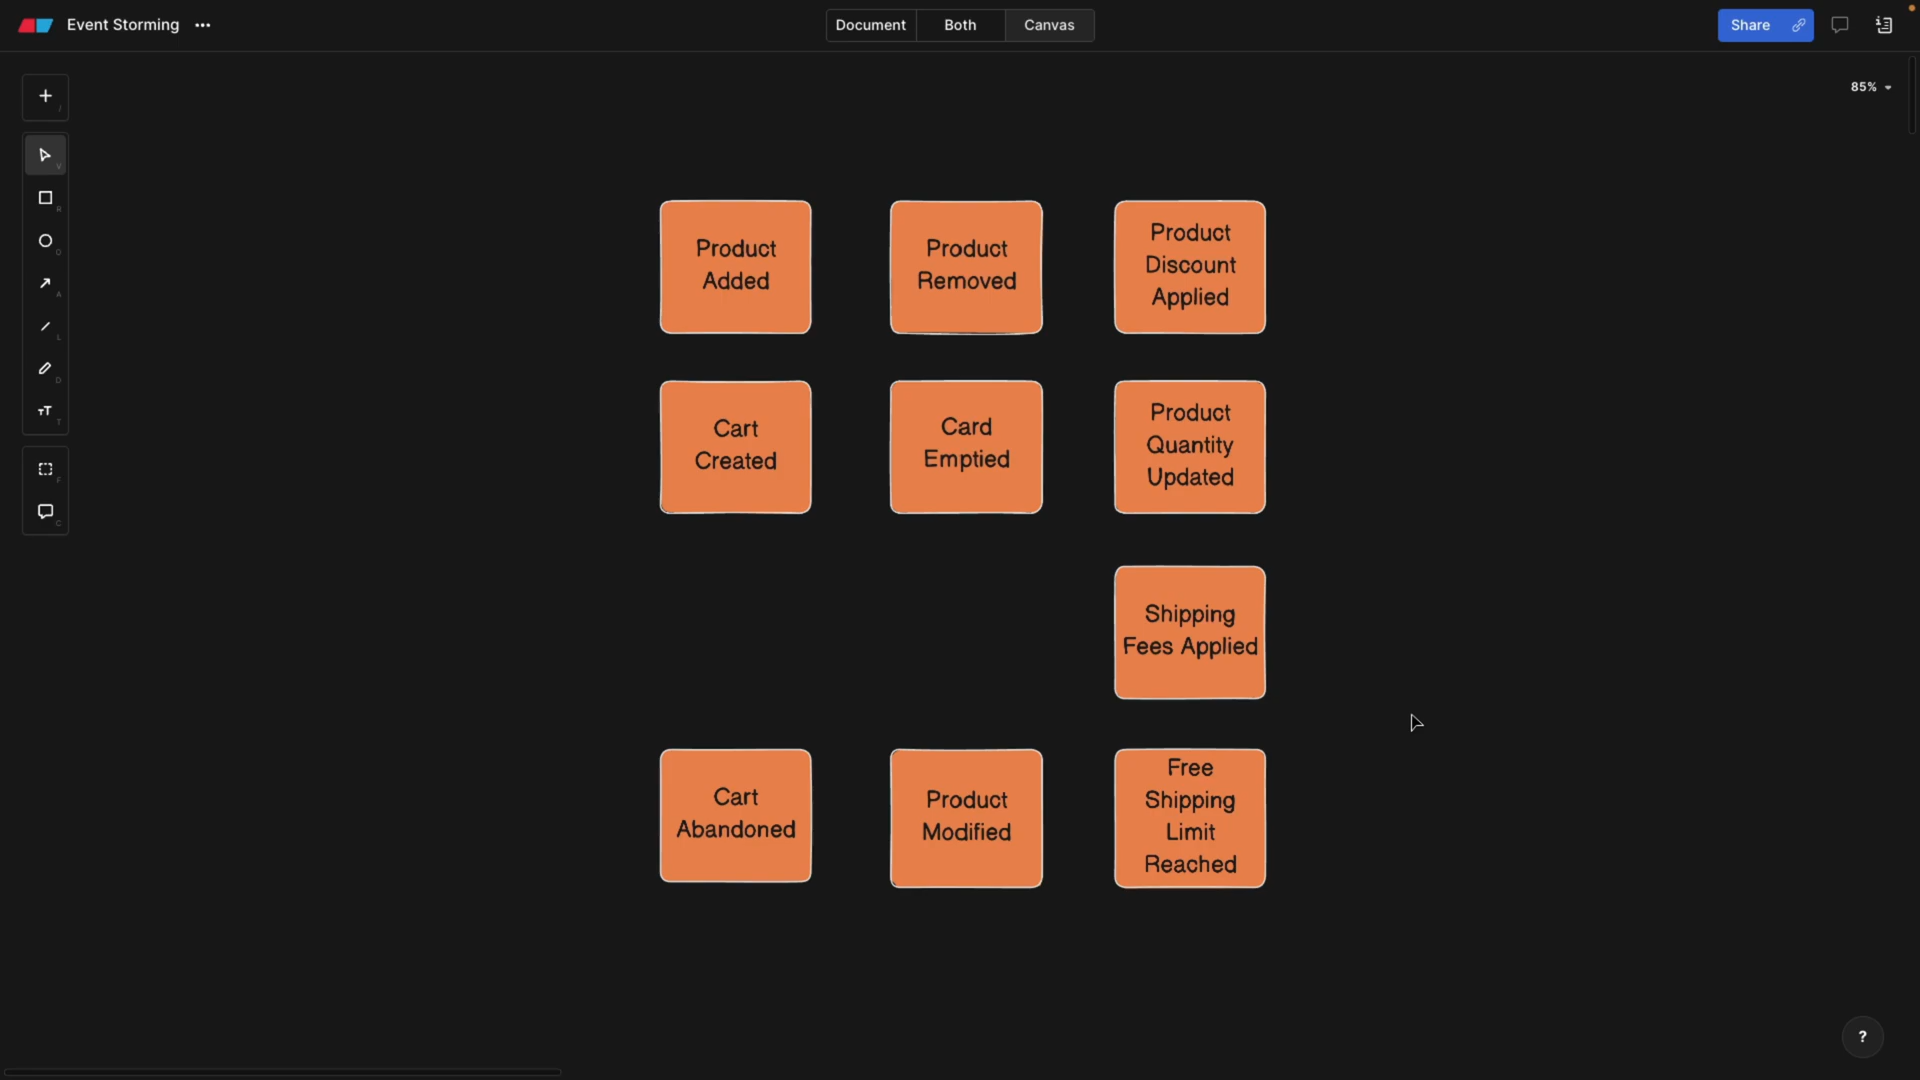 Event Storming
Document
Both
Canvas
Share
85%
/
V
R
O
A
L
D
T
F
C
Product
Added
Product
Removed
Product
Discount
Applied
Cart
Created
Card
Emptied
Product
Quantity
Updated
Shipping
Fees Applied
Cart
Abandoned
Product
Modified
Free
Shipping
Limit
Reached
?